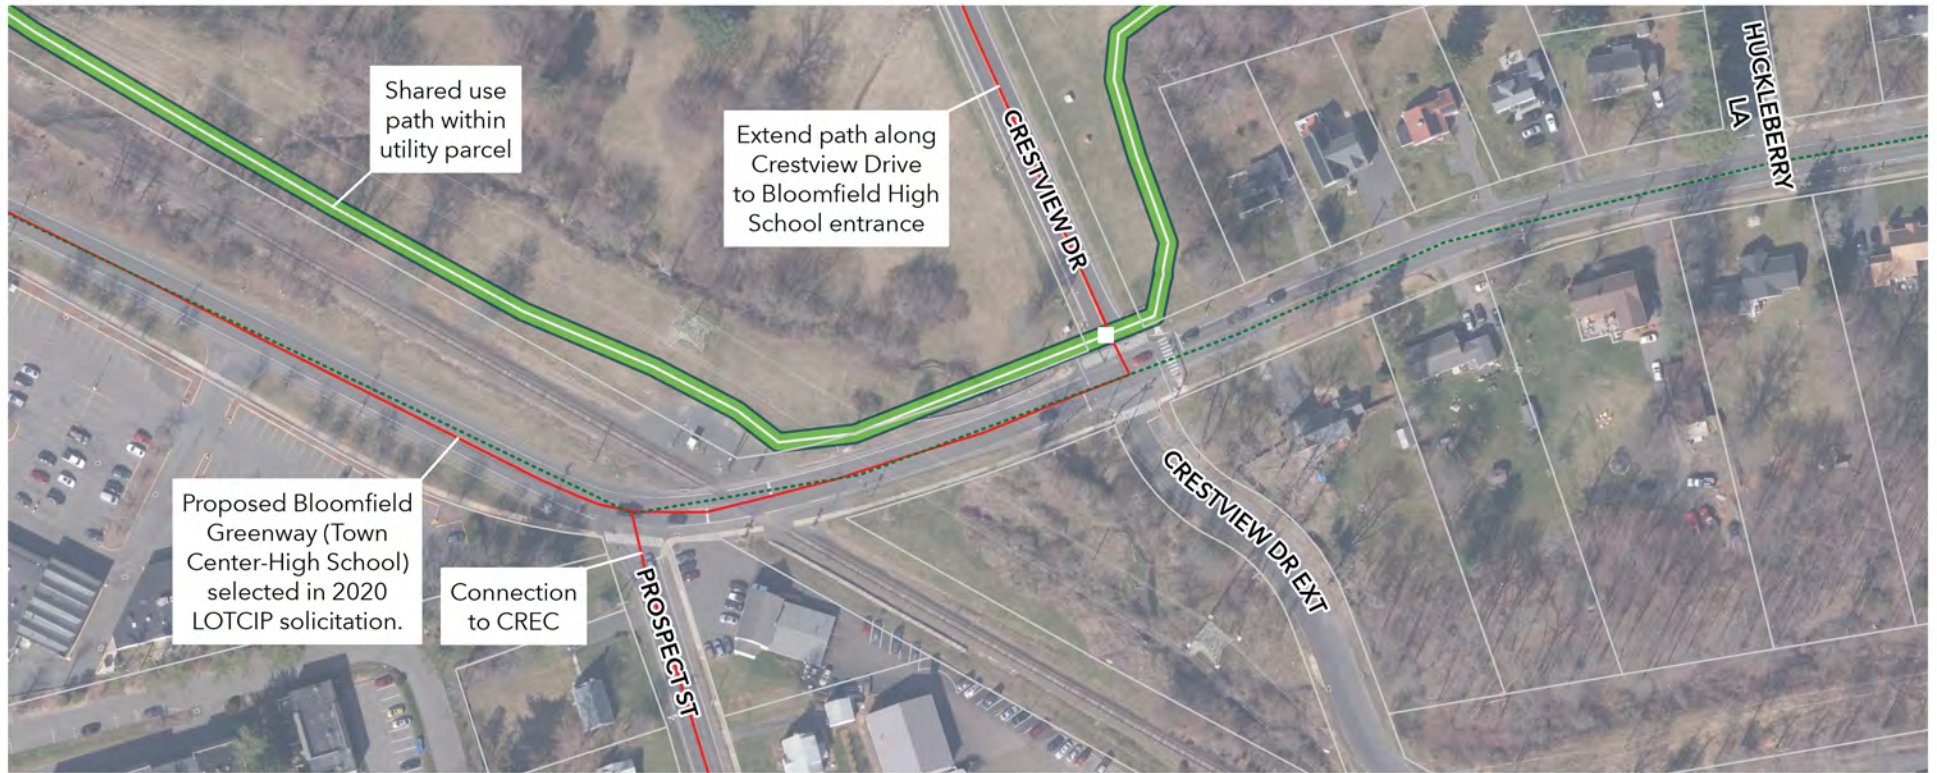 Shared use
path within
utility parcel
Extend path along
Crestview Drive
to Bloomfield High
School entrance
CRESTVIEW DR
HUCKLEBERRY
LA
Proposed Bloomfield
Greenway (Town
Center-High School)
selected in 2020
LOTCIP solicitation.
Connection
to CREC
PROSPECT ST
CRESTVIEW DR EXT